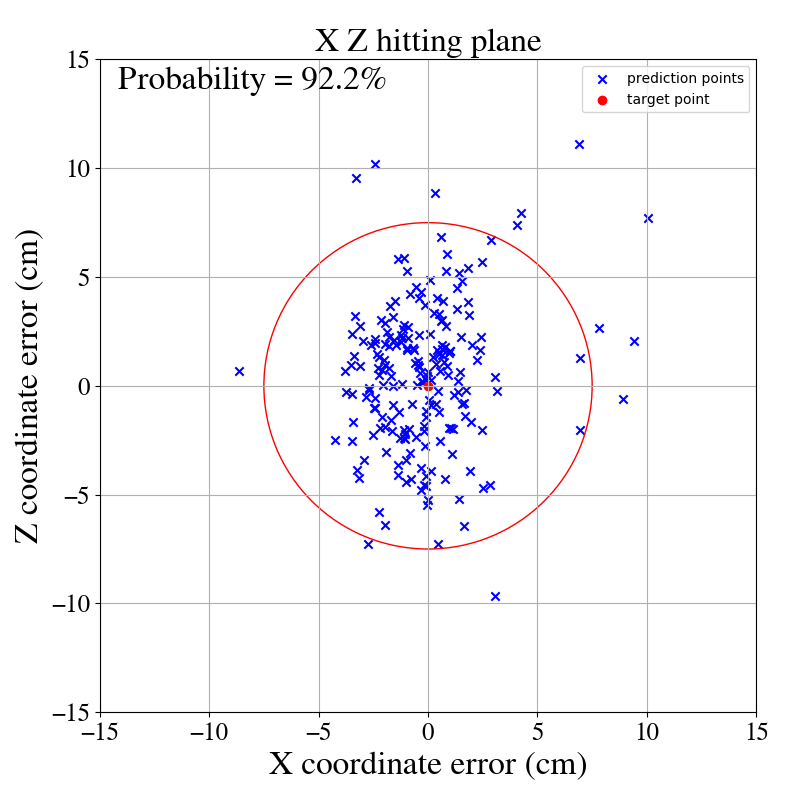 X Z hitting plane
Probability = 92.2%
prediction points
target point
15
10
5
0
−5
−10
−15
−15
−10
−5
0
5
10
15
Z coordinate error (cm)
X coordinate error (cm)